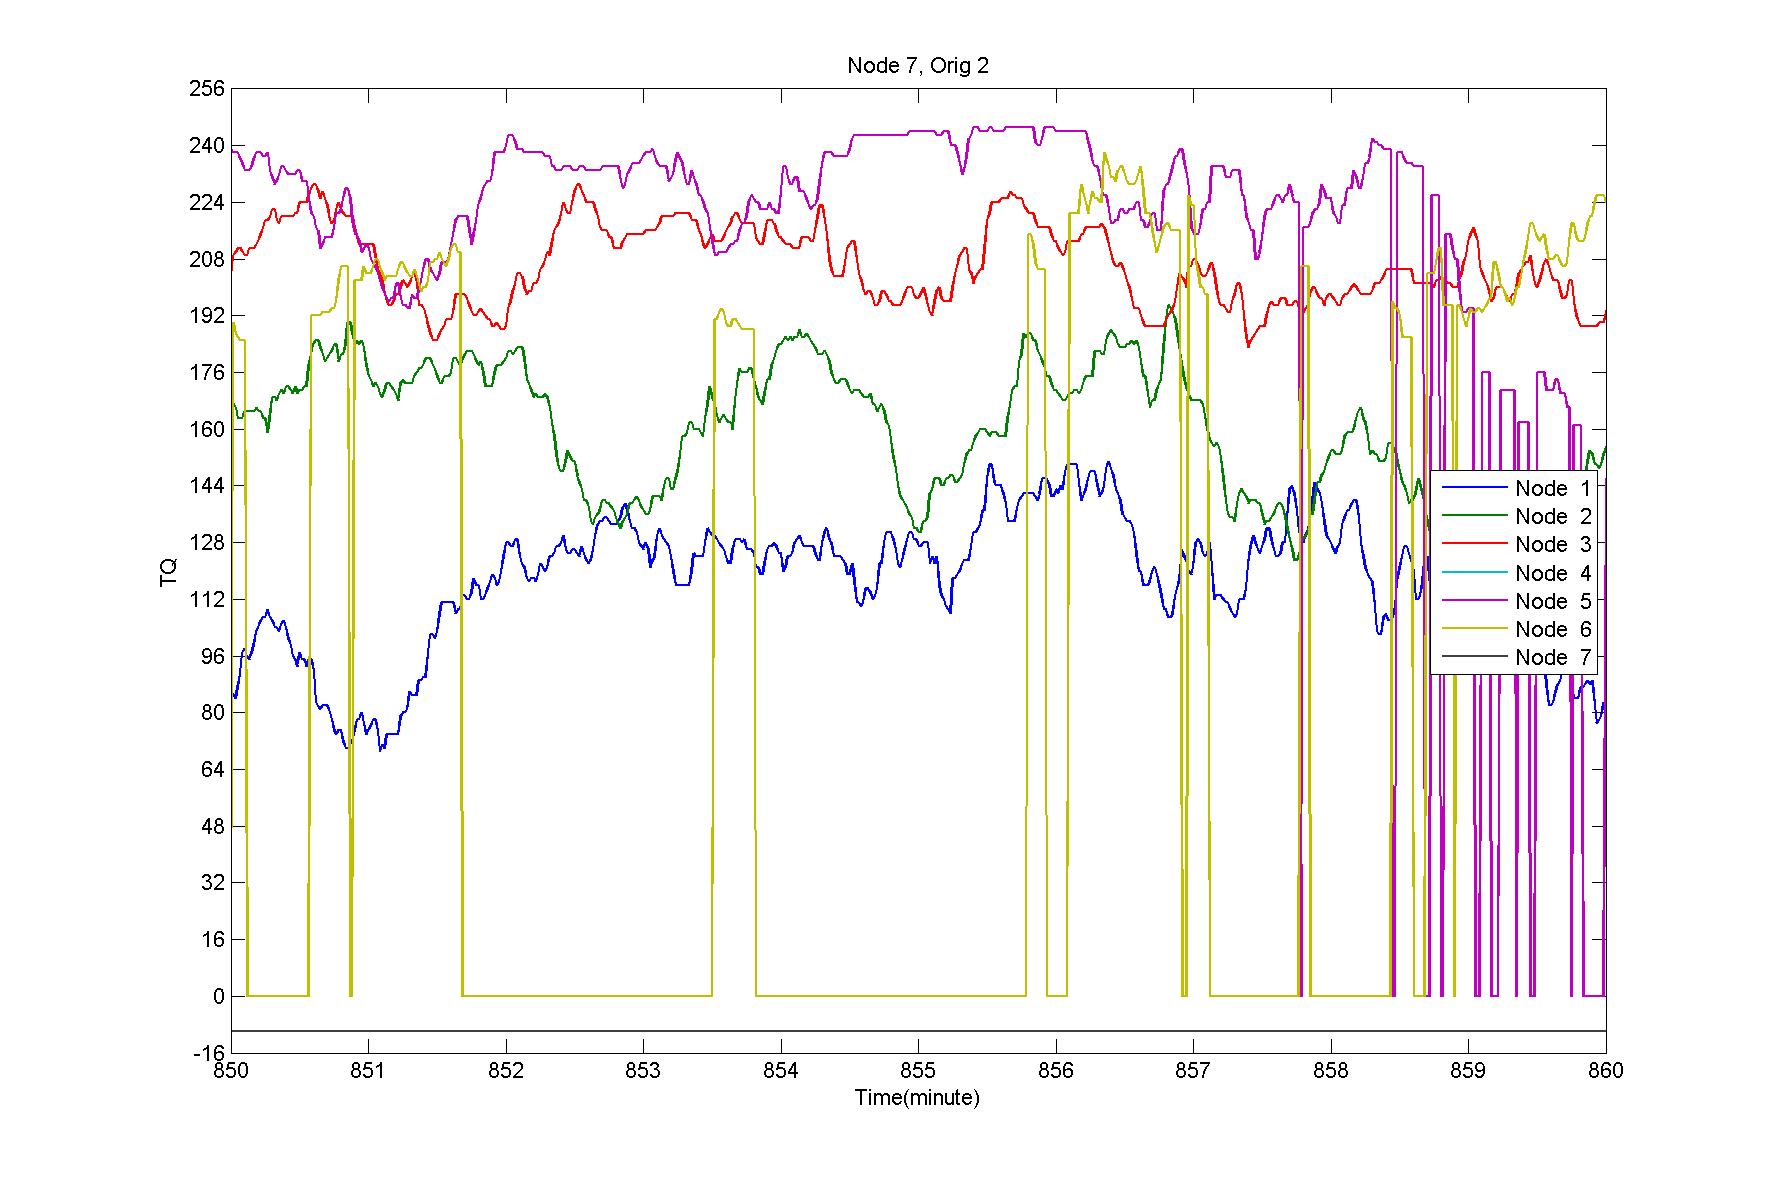 Node 7, Orig 2
256
240
224
208
192
176
160
144
128
112
96
80
64
48
32
16
0
-16
TQ
850 851 852 853 854 855 856 857 858 859 860
Time(minute)
Node 1
Node 2
Node 3
Node 4
Node 5
Node 6
Node 7